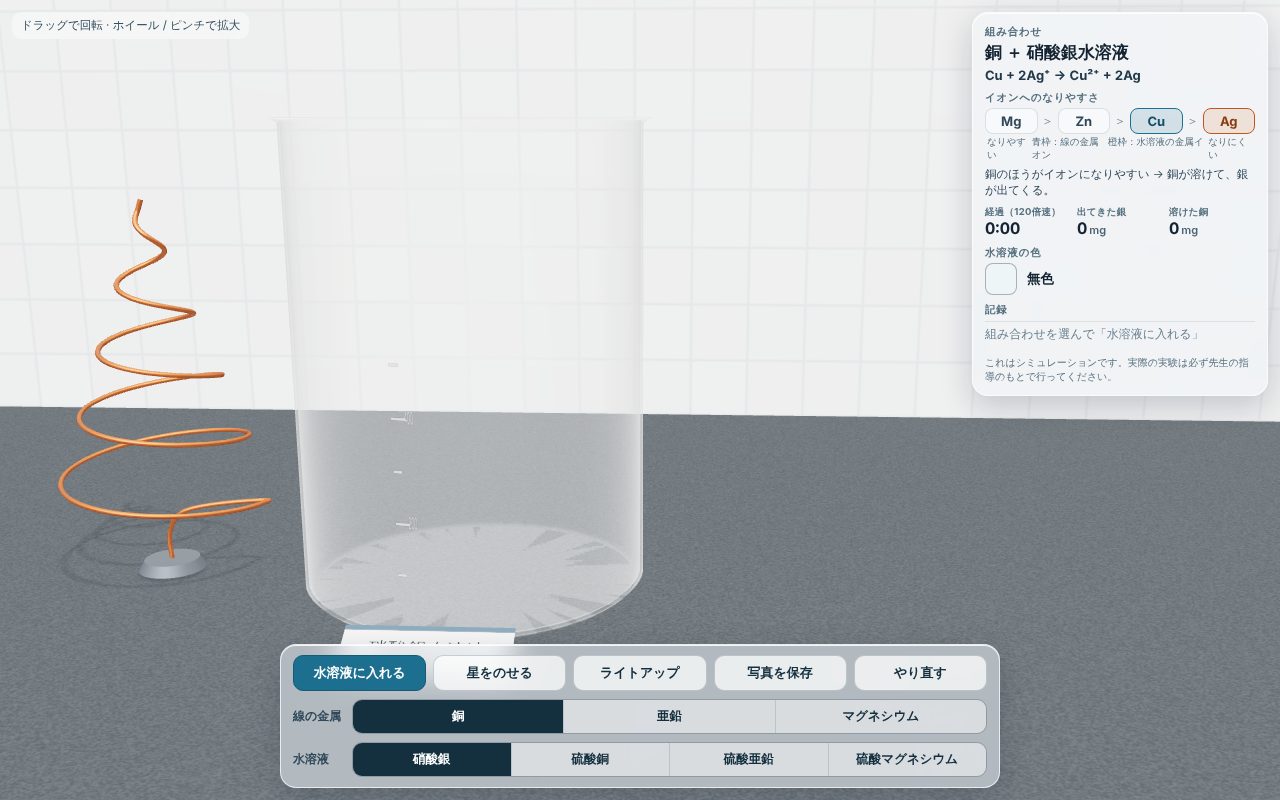 ドラッグで回転 · ホイール / ピンチで拡大
組み合わせ
銅 ＋ 硝酸銀水溶液
Cu + 2Ag⁺ → Cu²⁺ + 2Ag
イオンへのなりやすさ
Mg > Zn > Cu > Ag
なりやすい 青枠：線の金属 橙枠：水溶液の金属イオン なりにくい
銅のほうがイオンになりやすい → 銅が溶けて、銀
が出てくる。
経過（120倍速） 出てきた銀 溶けた銅
0:00 0 mg 0 mg
水溶液の色
無色
記録
組み合わせを選んで「水溶液に入れる」
これはシミュレーションです。実際の実験は必ず先生の指
導のもとで行ってください。
水溶液に入れる 星をのせる ライトアップ 写真を保存 やり直す
線の金属 銅 亜鉛 マグネシウム
水溶液 硝酸銀 硫酸銅 硫酸亜鉛 硫酸マグネシウム